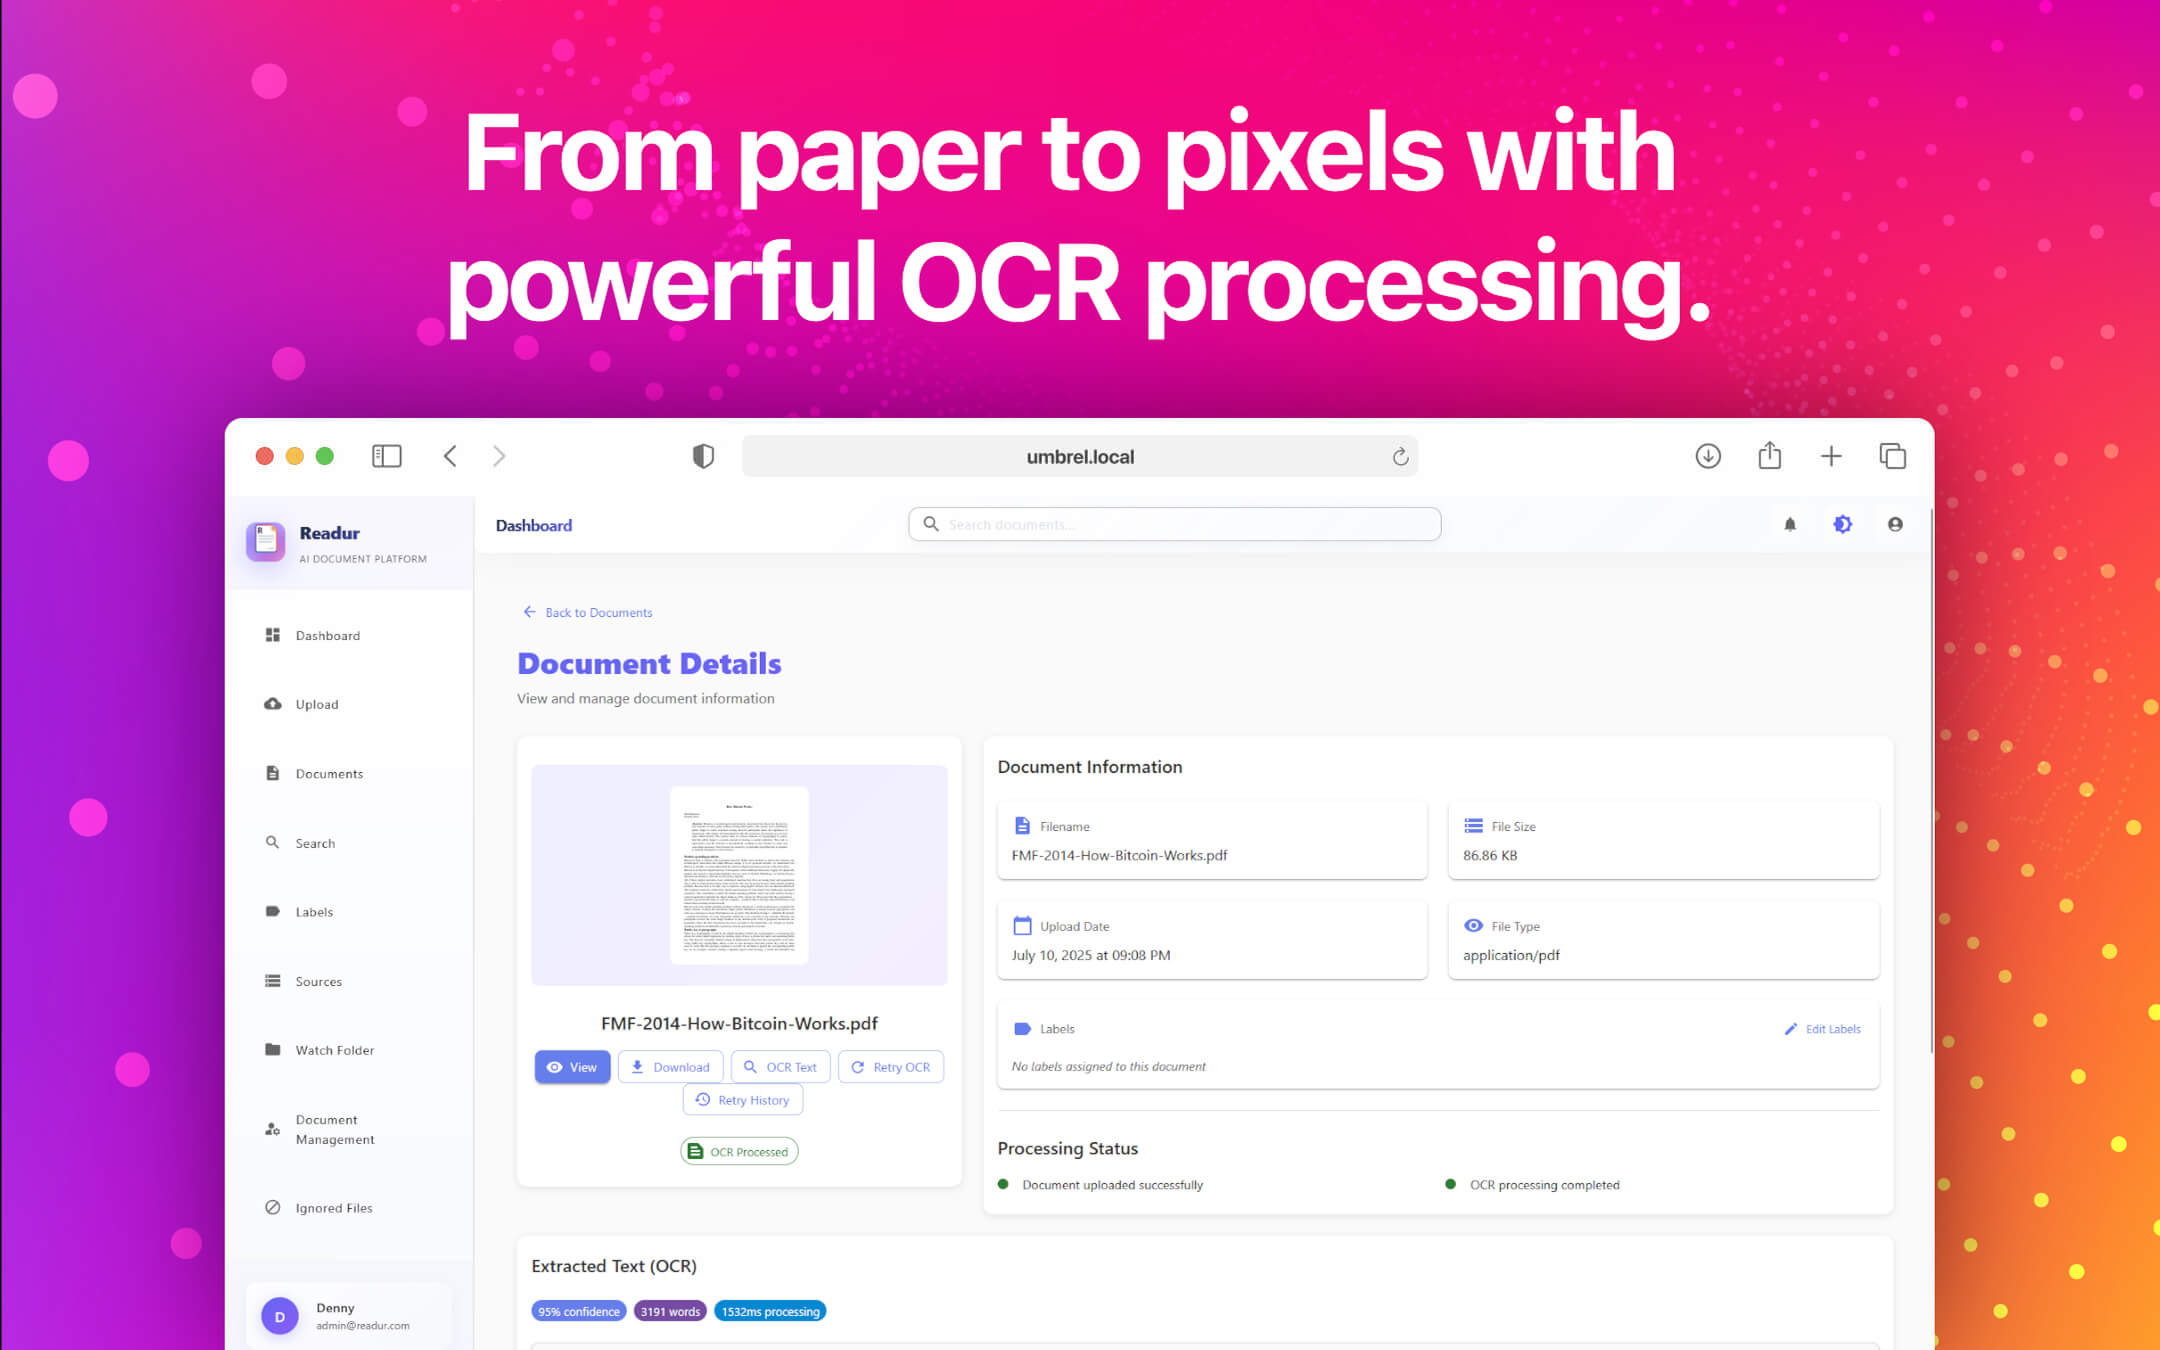 From paper to pixels with
powerful OCR processing.
umbrel.local
Readur
AI DOCUMENT PLATFORM
Dashboard
Search documents...
Dashboard
Upload
Documents
Search
Labels
Sources
Watch Folder
Document
Management
Ignored Files
D
Denny
admin@readur.com
Back to Documents
Document Details
View and manage document information
FMF-2014-How-Bitcoin-Works.pdf
View
Download
OCR Text
Retry OCR
Retry History
OCR Processed
Document Information
Filename
FMF-2014-How-Bitcoin-Works.pdf
File Size
86.86 KB
Upload Date
July 10, 2025 at 09:08 PM
File Type
application/pdf
Labels
Edit Labels
No labels assigned to this document
Processing Status
Document uploaded successfully
OCR processing completed
Extracted Text (OCR)
95% confidence
3191 words
1532ms processing